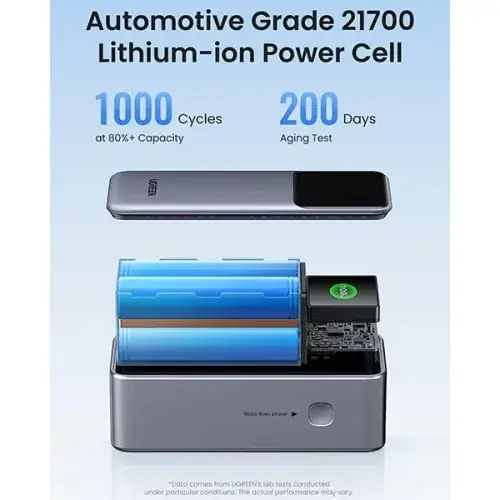 Automotive Grade 21700
Lithium-ion Power Cell
1000 Cycles
at 80%+ Capacity
200 Days
Aging Test
UGREEN
100
More than power
*Data comes from UGREEN's lab tests conducted
under particular conditions. The actual performance may vary.